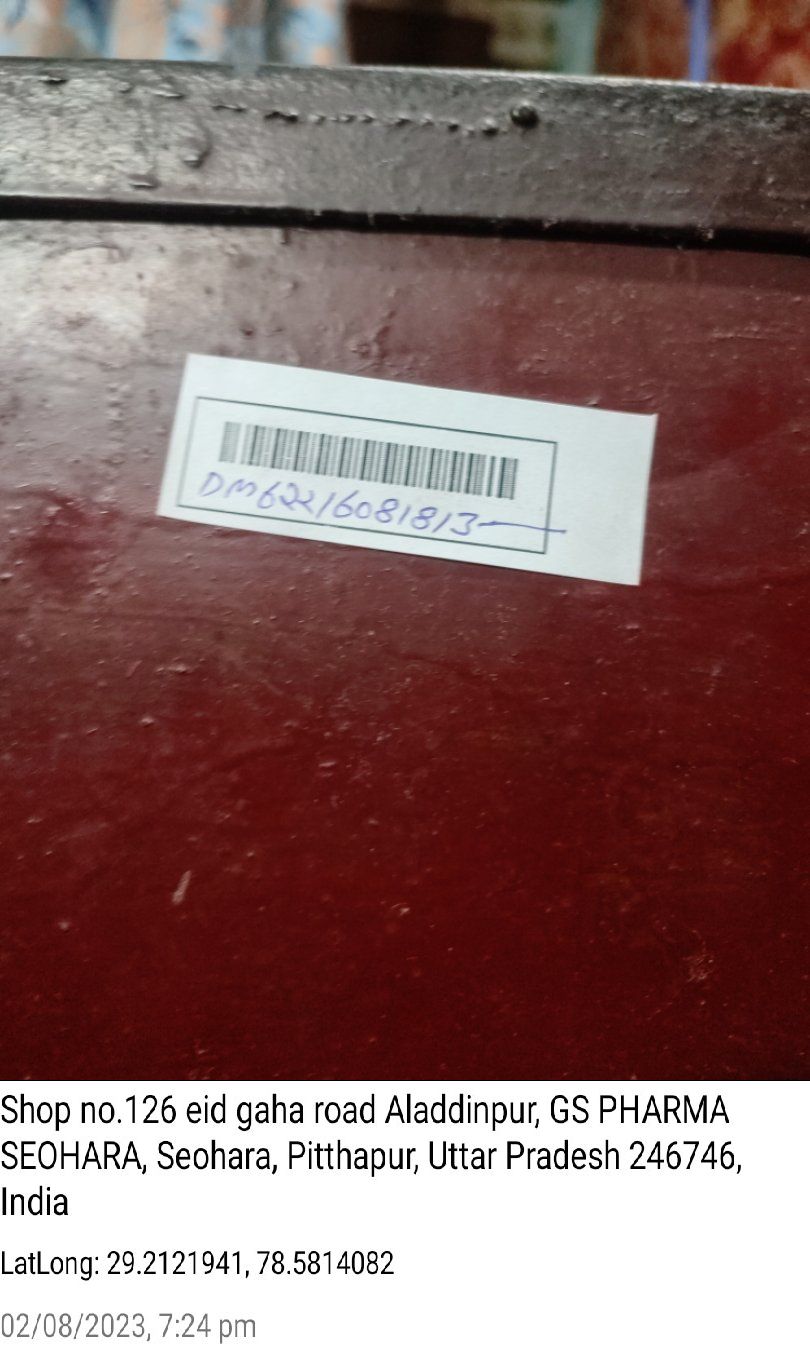 DM62216081813
Shop no.126 eid gaha road Aladdinpur, GS PHARMA
SEOHARA, Seohara, Pitthapur, Uttar Pradesh 246746,
India
LatLong: 29.2121941, 78.5814082
02/08/2023, 7:24 pm